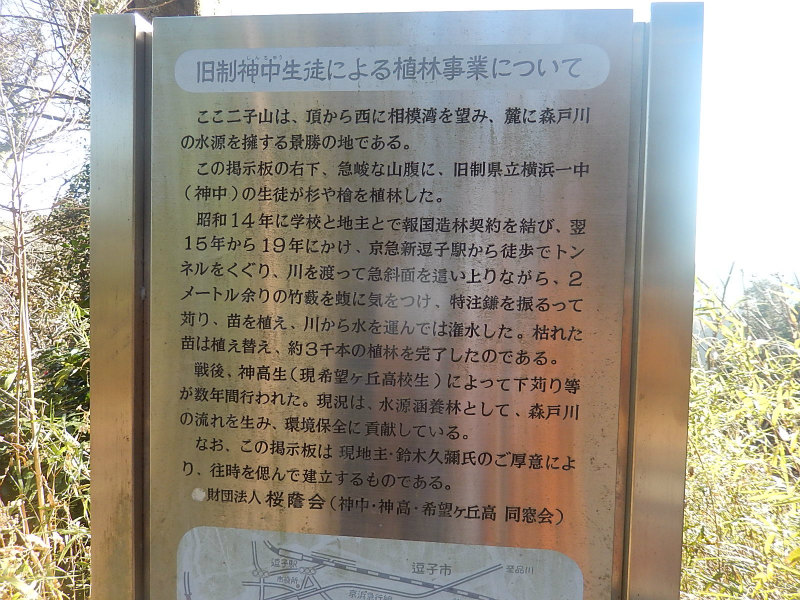 旧制神中生徒による植林事業について
ここ二子山は、頂から西に相模湾を望み、麓に森戸川
の水源を擁する景勝の地である。
この掲示板の右下、急峻な山腹に、旧制県立横浜一中
(神中)の生徒が杉や檜を植林した。
昭和14年に学校と地主とで報国造林契約を結び、翌
15年から19年にかけ、京急新逗子駅から徒歩でトン
ネルをくぐり、川を渡って急斜面を這い上りながら、2
メートル余りの竹藪を蝮に気をつけ、特注鎌を振るって
苅り、苗を植え、川から水を運んでは潅水した。枯れた
苗は植え替え、約3千本の植林を完了したのである。
戦後、神高生(現希望ヶ丘高校生)によって下苅り等
が数年間行われた。現況は、水源涵養林として、森戸川
の流れを生み、環境保全に貢献している。
なお、この掲示板は 現地主・鈴木久彌氏のご厚意によ
り、往時を偲んで建立するものである。
財団法人 桜蔭会(神中・神高・希望ヶ丘高 同窓会)
逗子駅
逗子市
至品川
市役所
京浜急行線